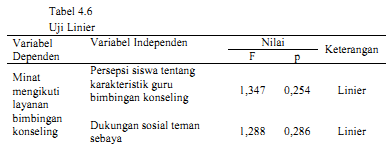 Tabel 4.6
Uji Linier
Variabel Dependen Variabel Independen Nilai Keterangan
F p
Minat mengikuti layanan bimbingan konseling
Persepsi siswa tentang
karakteristik guru
bimbingan konseling 1,347 0,254 Linier
Dukungan sosial teman
sebaya 1,288 0,286 Linier